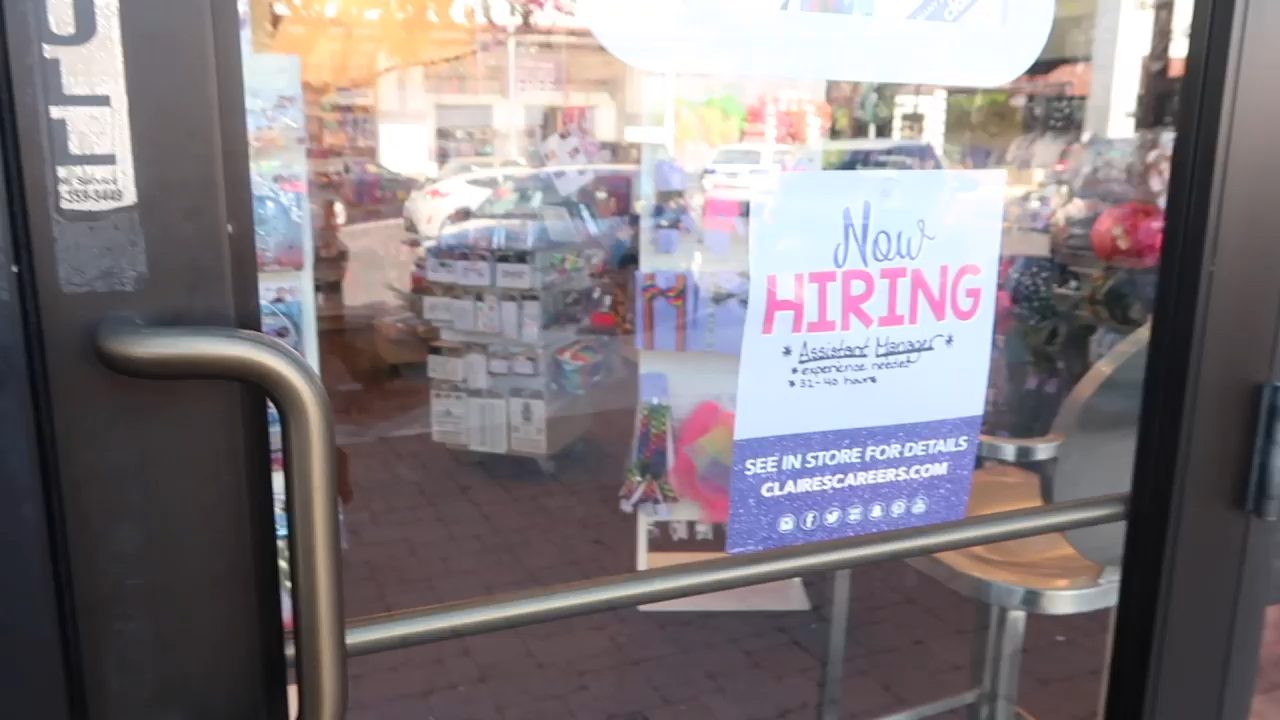 Now
HIRING
* Assistant Manager *
* experience needed
* 32-40 hours
SEE IN STORE FOR DETAILS
CLAIRESCAREERS.COM